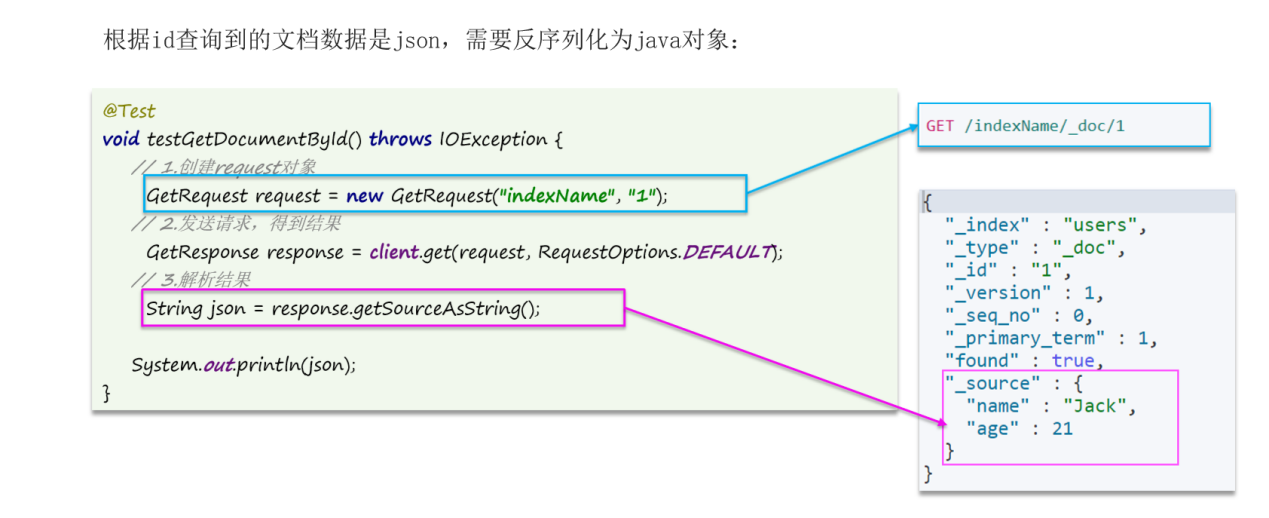 根据id查询到的文档数据是json，需要反序列化为java对象：
@Test
void testGetDocumentById() throws IOException {
// 1.创建request对象
GetRequest request = new GetRequest("indexName", "1");
// 2.发送请求，得到结果
GetResponse response = client.get(request, RequestOptions.DEFAULT);
// 3.解析结果
String json = response.getSourceAsString();
System.out.println(json);
}
GET /indexName/_doc/1
{
"_index" : "users",
"_type" : "_doc",
"_id" : "1",
"_version" : 1,
"_seq_no" : 0,
"_primary_term" : 1,
"found" : true,
"_source" : {
"name" : "Jack",
"age" : 21
}
}